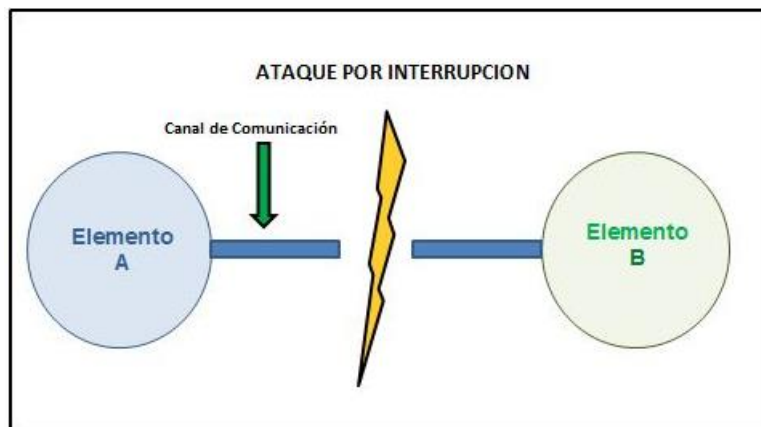 ATAQUE POR INTERRUPCION
Canal de Comunicación
Elemento
A
Elemento
B